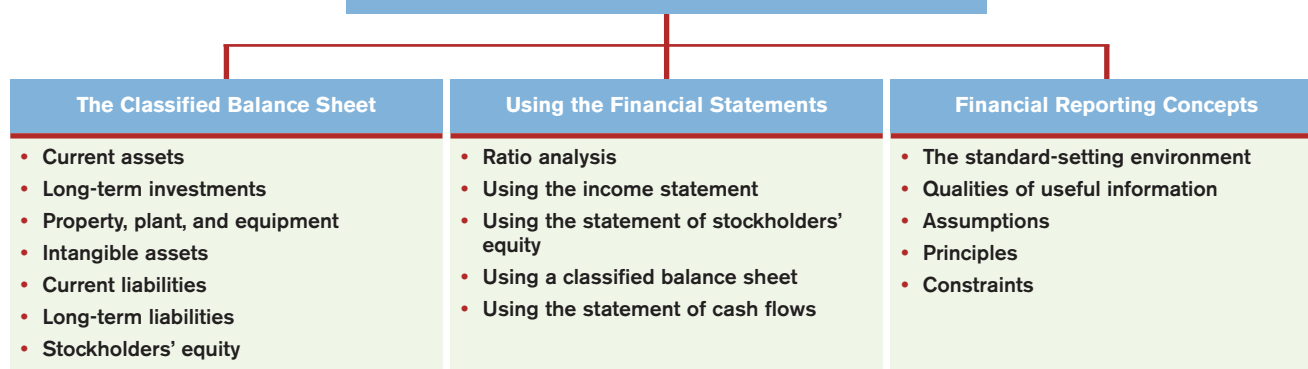 The Classified Balance Sheet
• Current assets
• Long-term investments
• Property, plant, and equipment
• Intangible assets
• Current liabilities
• Long-term liabilities
• Stockholders’ equity
Using the Financial Statements
• Ratio analysis
• Using the income statement
• Using the statement of stockholders’
equity
• Using a classified balance sheet
• Using the statement of cash flows
Financial Reporting Concepts
• The standard-setting environment
• Qualities of useful information
• Assumptions
• Principles
• Constraints